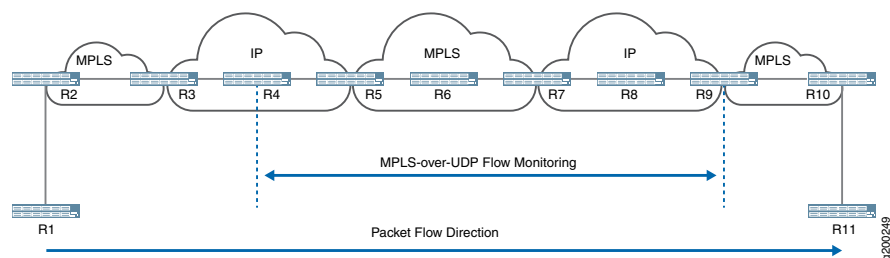 MPLS
IP
MPLS
IP
MPLS
R2
R3
R4
R5
R6
R7
R8
R9
R10
MPLS-over-UDP Flow Monitoring
R1
R11
Packet Flow Direction
g200249